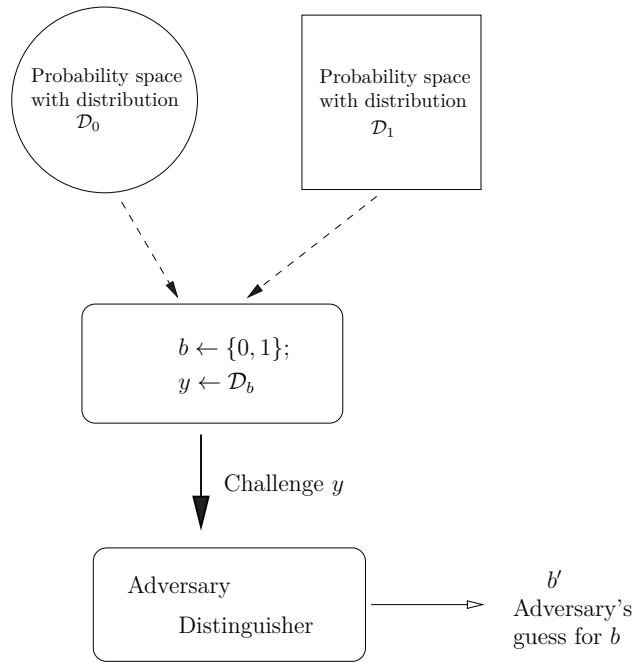 Probability space
with distribution
𝒟₀
Probability space
with distribution
𝒟₁
b ← {0, 1};
y ← 𝒟_b
Challenge y
Adversary
Distinguisher
b′
Adversary's
guess for b